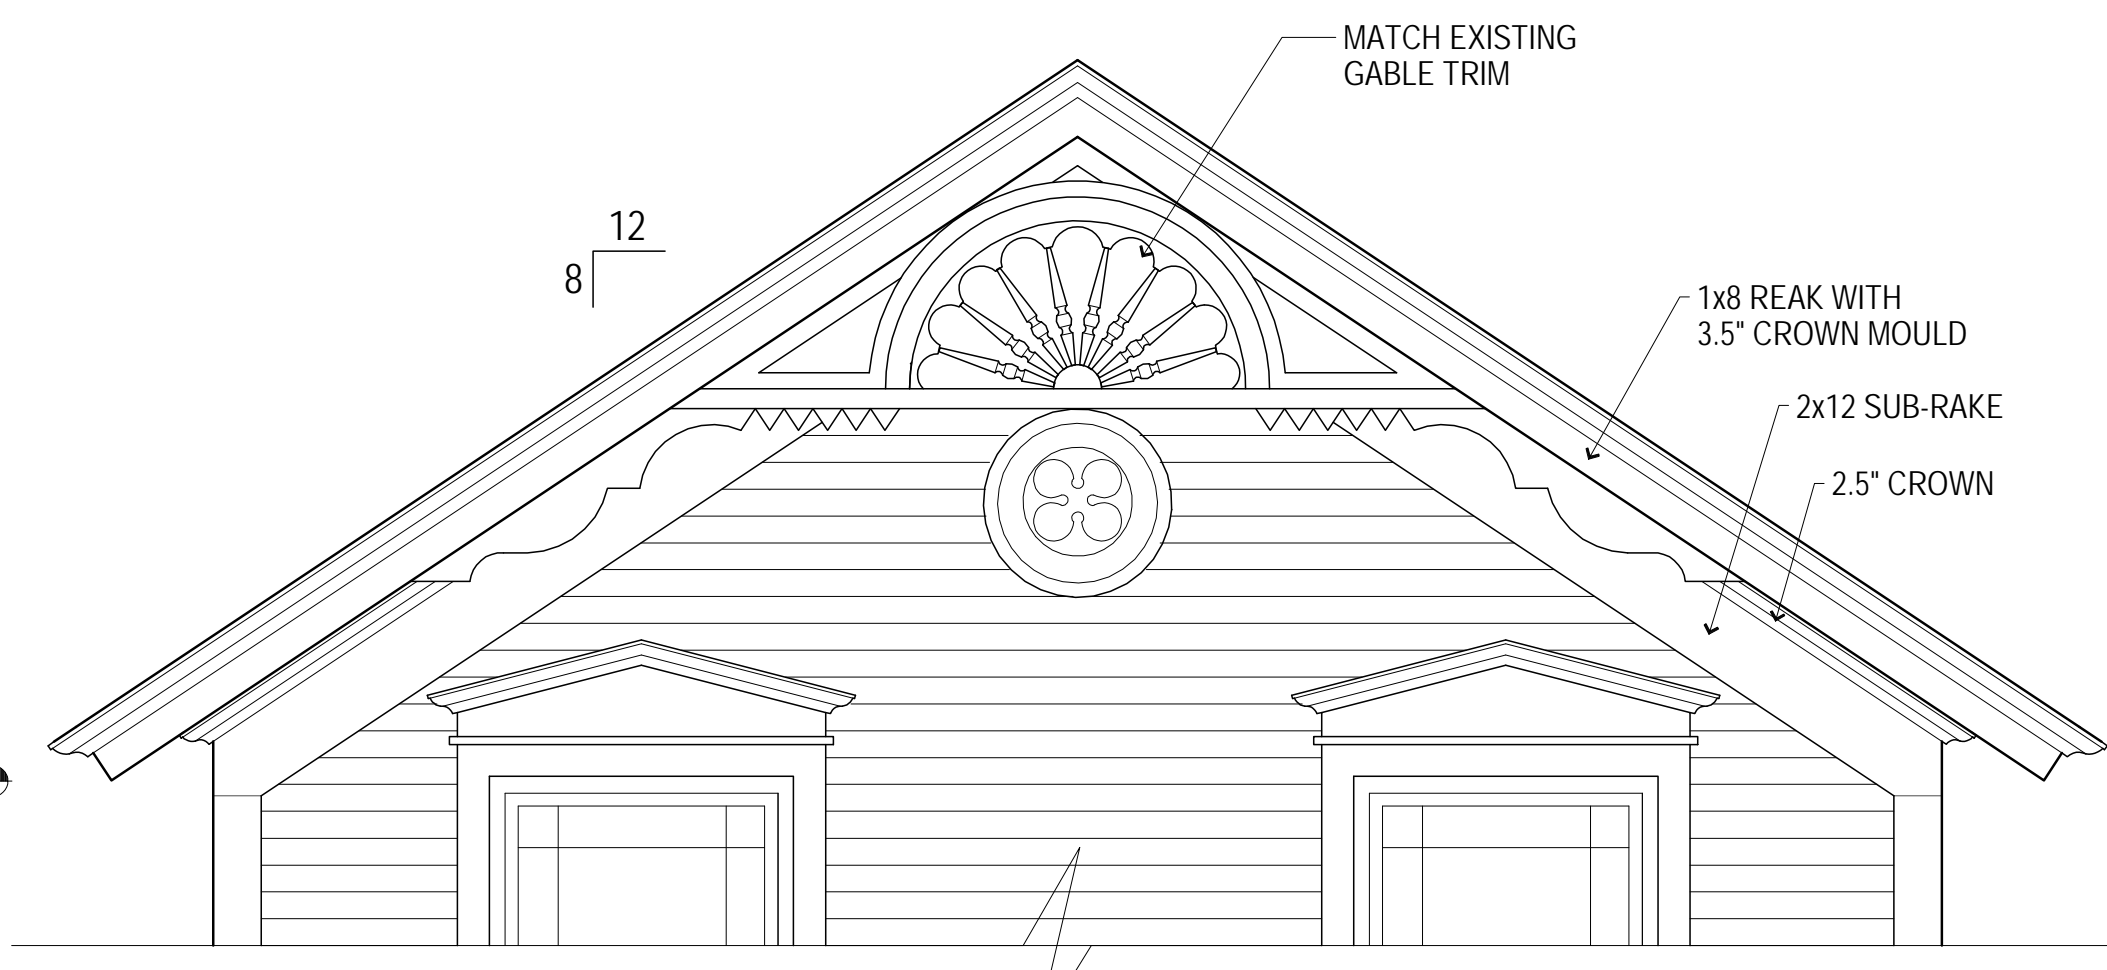 MATCH EXISTING
GABLE TRIM
12
8
1x8 REAK WITH
3.5" CROWN MOULD
2x12 SUB-RAKE
2.5" CROWN